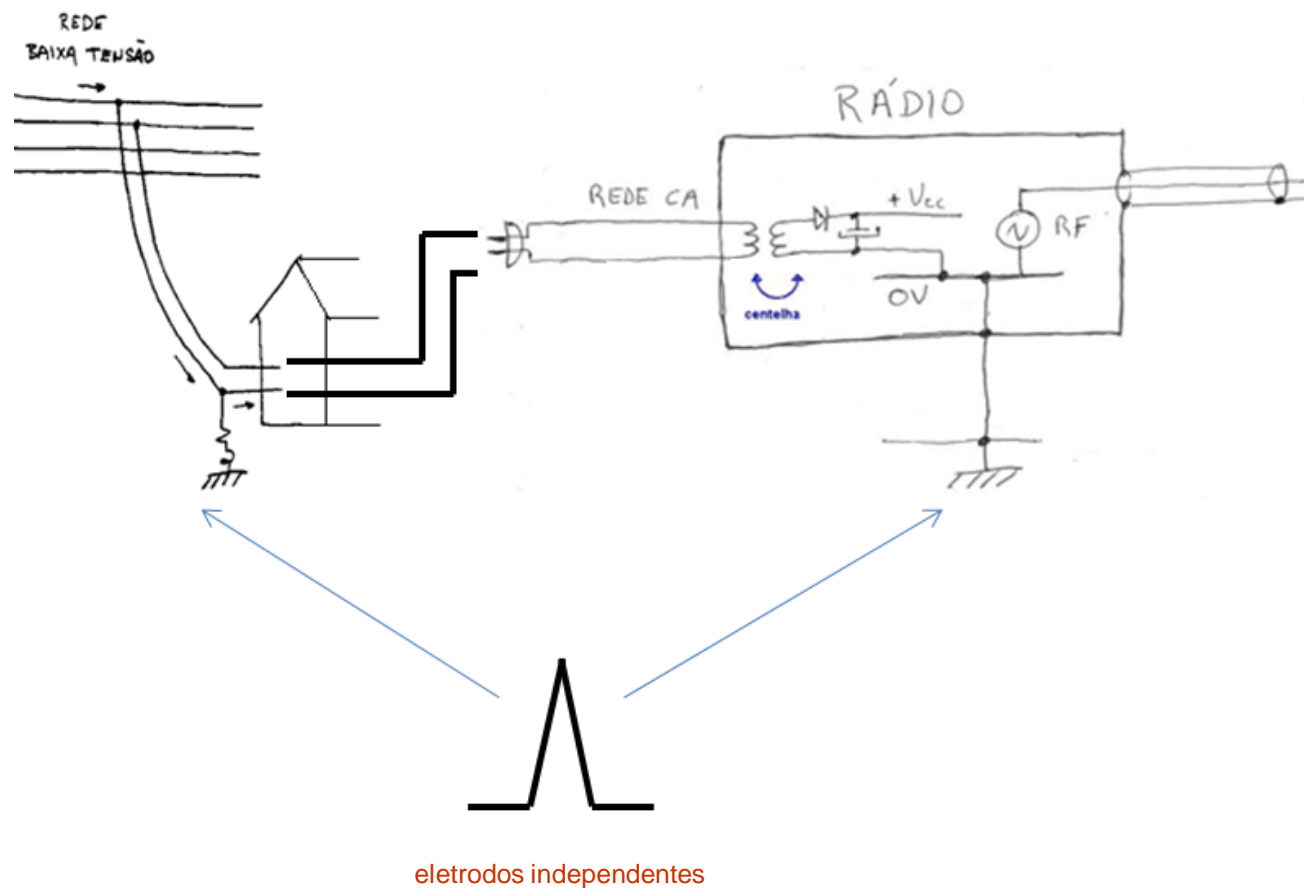 REDE
BAIXA TENSÃO
RÁDIO
REDE CA
+ Vcc
RF
0V
centelha
eletrodos independentes